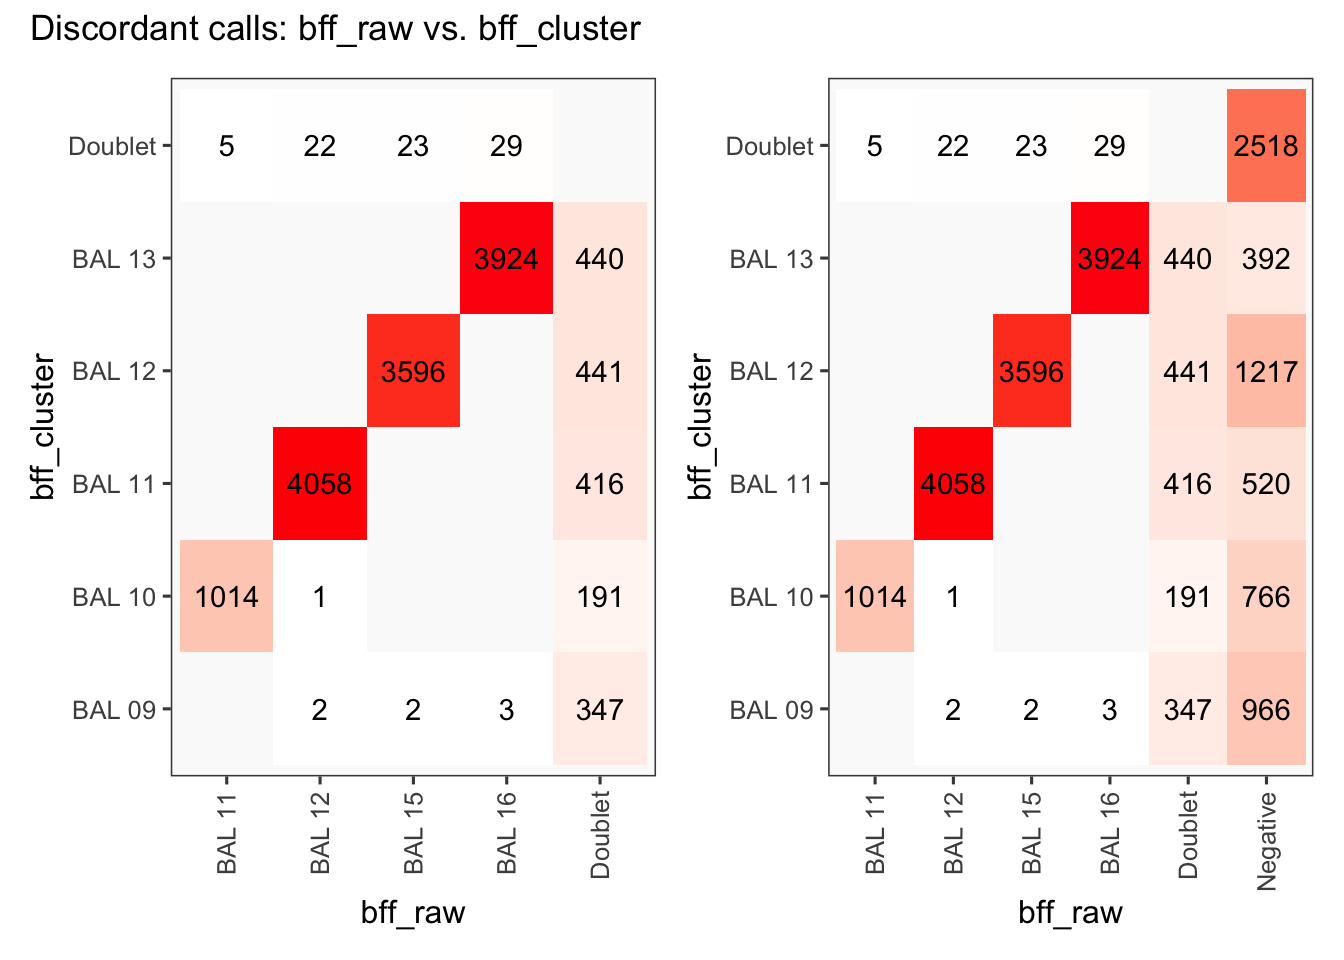 Discordant calls: bff_raw vs. bff_cluster
bff_cluster
Doublet 5 22 23 29
BAL 13 3924 440
BAL 12 3596 441
BAL 11 4058 416
BAL 10 1014 1 191
BAL 09 2 2 3 347
BAL 11 BAL 12 BAL 15 BAL 16 Doublet
bff_raw
bff_cluster
Doublet 5 22 23 29 2518
BAL 13 3924 440 392
BAL 12 3596 441 1217
BAL 11 4058 416 520
BAL 10 1014 1 191 766
BAL 09 2 2 3 347 966
BAL 11 BAL 12 BAL 15 BAL 16 Doublet Negative
bff_raw